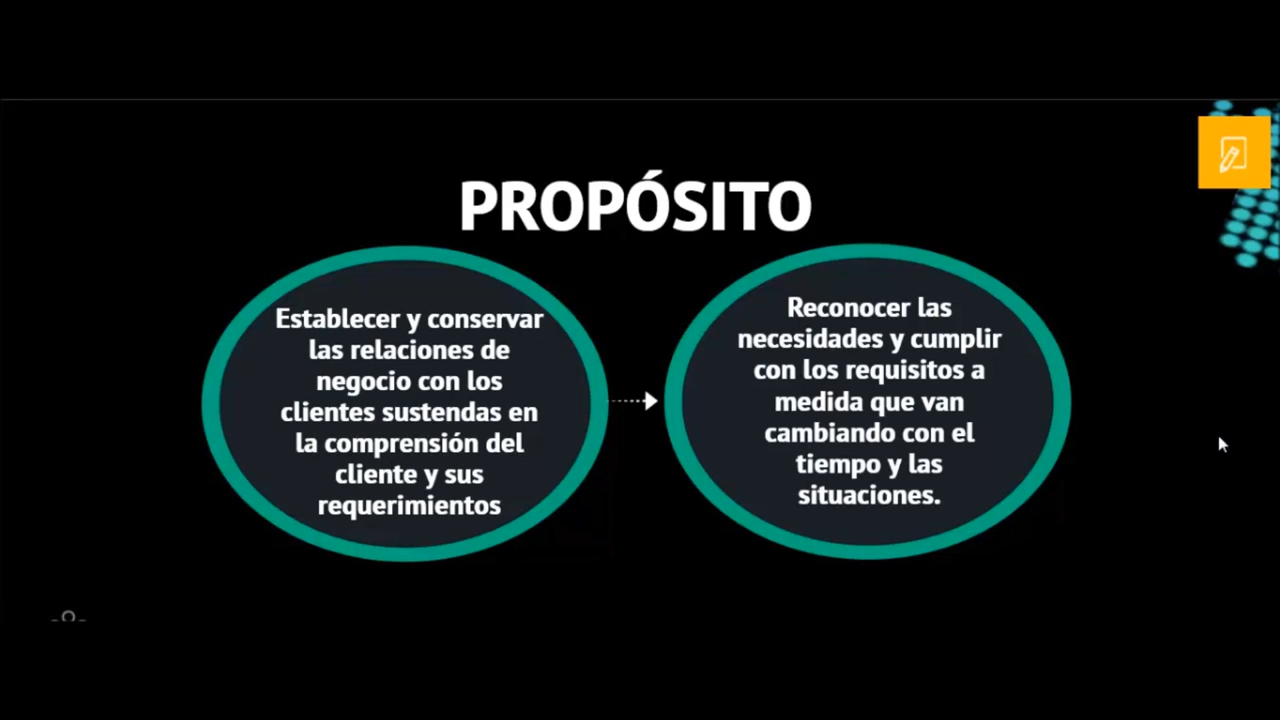 PROPÓSITO
Establecer y conservar
las relaciones de
negocio con los
clientes sustendas en
la comprensión del
cliente y sus
requerimientos
Reconocer las
necesidades y cumplir
con los requisitos a
medida que van
cambiando con el
tiempo y las
situaciones.